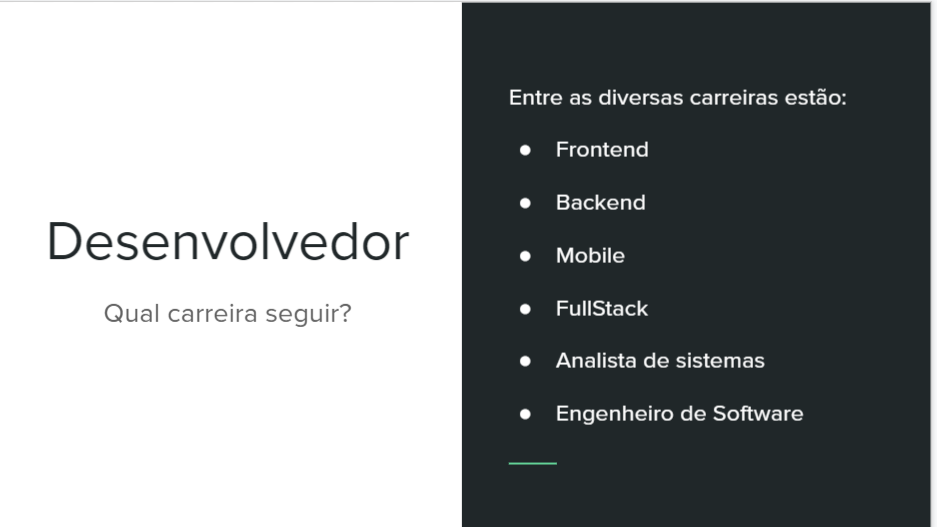 Desenvolvedor
Qual carreira seguir?
Entre as diversas carreiras estão:
● Frontend
● Backend
● Mobile
● FullStack
● Analista de sistemas
● Engenheiro de Software